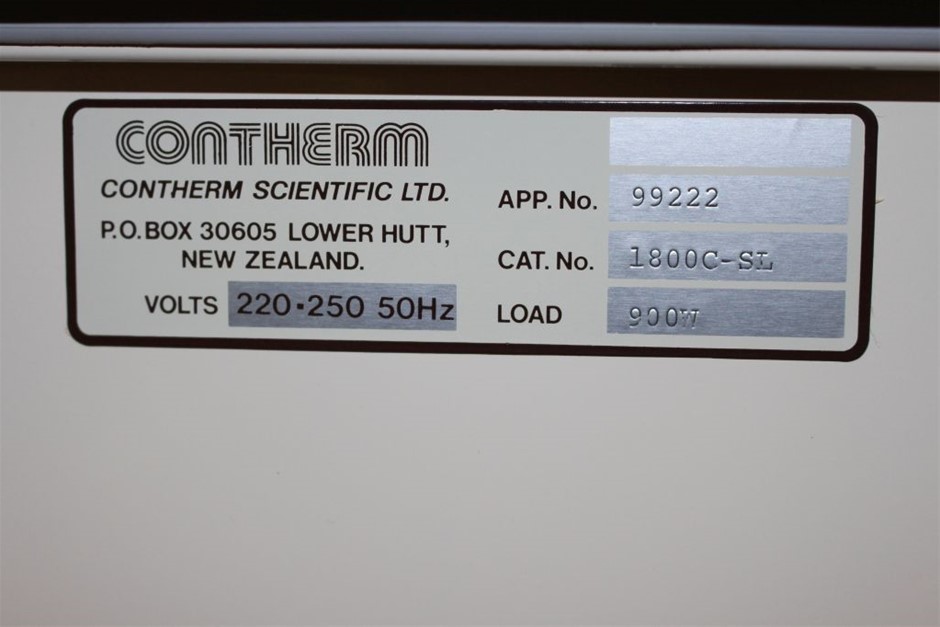 CONTHERM
CONTHERM SCIENTIFIC LTD.
P.O.BOX 30605 LOWER HUTT,
NEW ZEALAND.
VOLTS 220·250 50Hz
APP. No. 99222
CAT. No. 1800C-SL
LOAD 900W